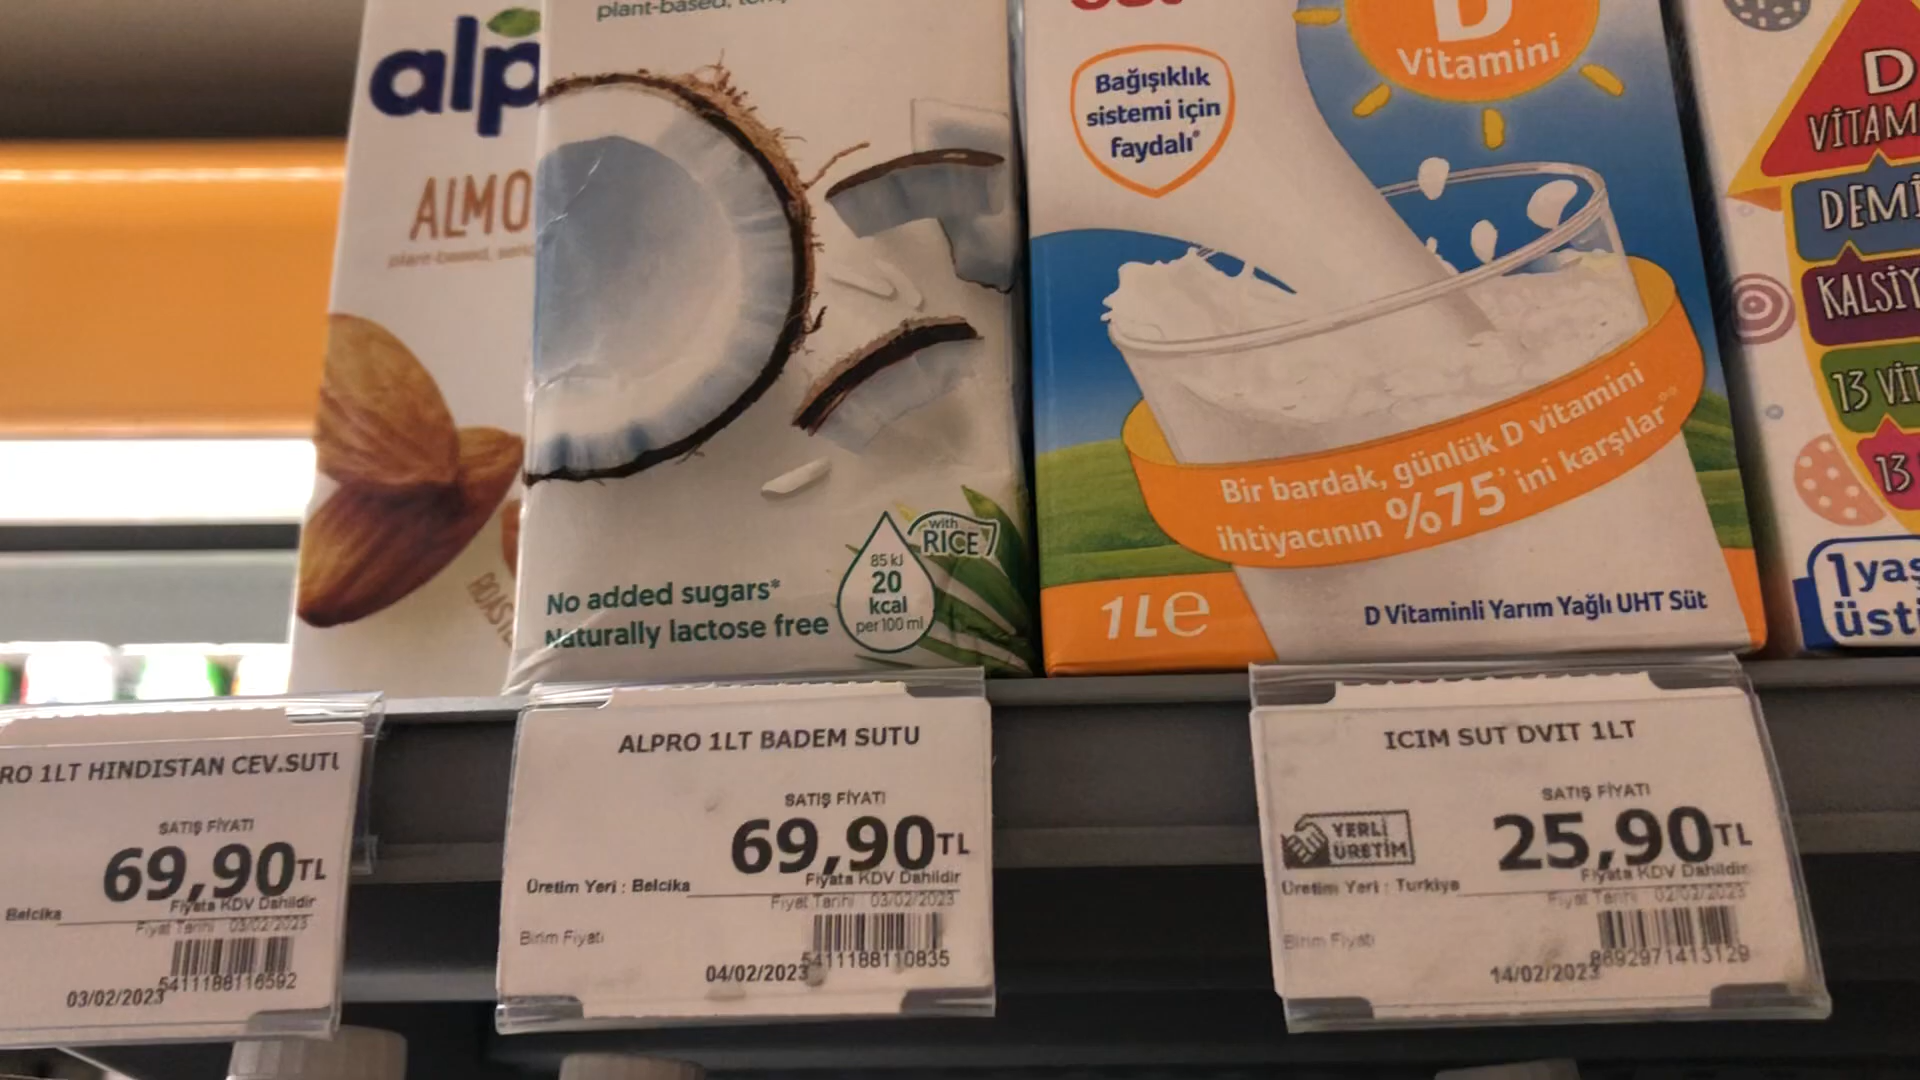 alp
ALMO
plant-based, sens
ROASTE
plant-based,
No added sugars*
Naturally lactose free
with
RICE
85 kJ
20
kcal
per 100 ml
Bağışıklık
sistemi için
faydalı*
D
Vitamini
Bir bardak, günlük D vitamini
ihtiyacının %75'ini karşılar**
1Le
D Vitaminli Yarım Yağlı UHT Süt
D
VİTAM
DEMİ
KALSİY
13 VİT
13
1 yaş
üstü
RO 1LT HINDISTAN CEV.SUTU
SATIŞ FİYATI
69,90TL
Fiyata KDV Dahildir
Belcika
Fiyat Tarihi : 03/02/2023
5411188116592
03/02/2023
ALPRO 1LT BADEM SUTU
SATIŞ FİYATI
69,90TL
Fiyata KDV Dahildir
Üretim Yeri : Belcika
Fiyat Tarihi : 03/02/2023
Birim Fiyatı
5411188110835
04/02/2023
ICIM SUT DVIT 1LT
SATIŞ FİYATI
YERLİ
ÜRETİM
25,90TL
Fiyata KDV Dahildir
Üretim Yeri : Turkiye
Fiyat Tarihi : 02/02/2023
Birim Fiyatı
8692971413129
14/02/2023